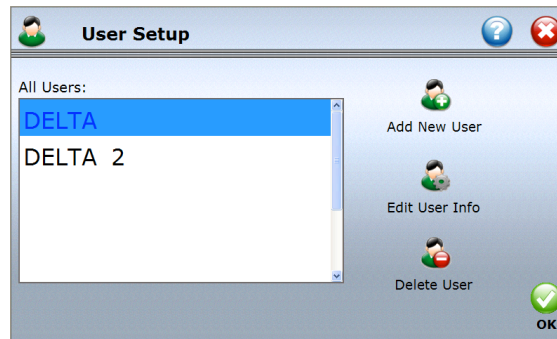 User Setup
All Users:
DELTA
DELTA 2
Add New User
Edit User Info
Delete User
OK